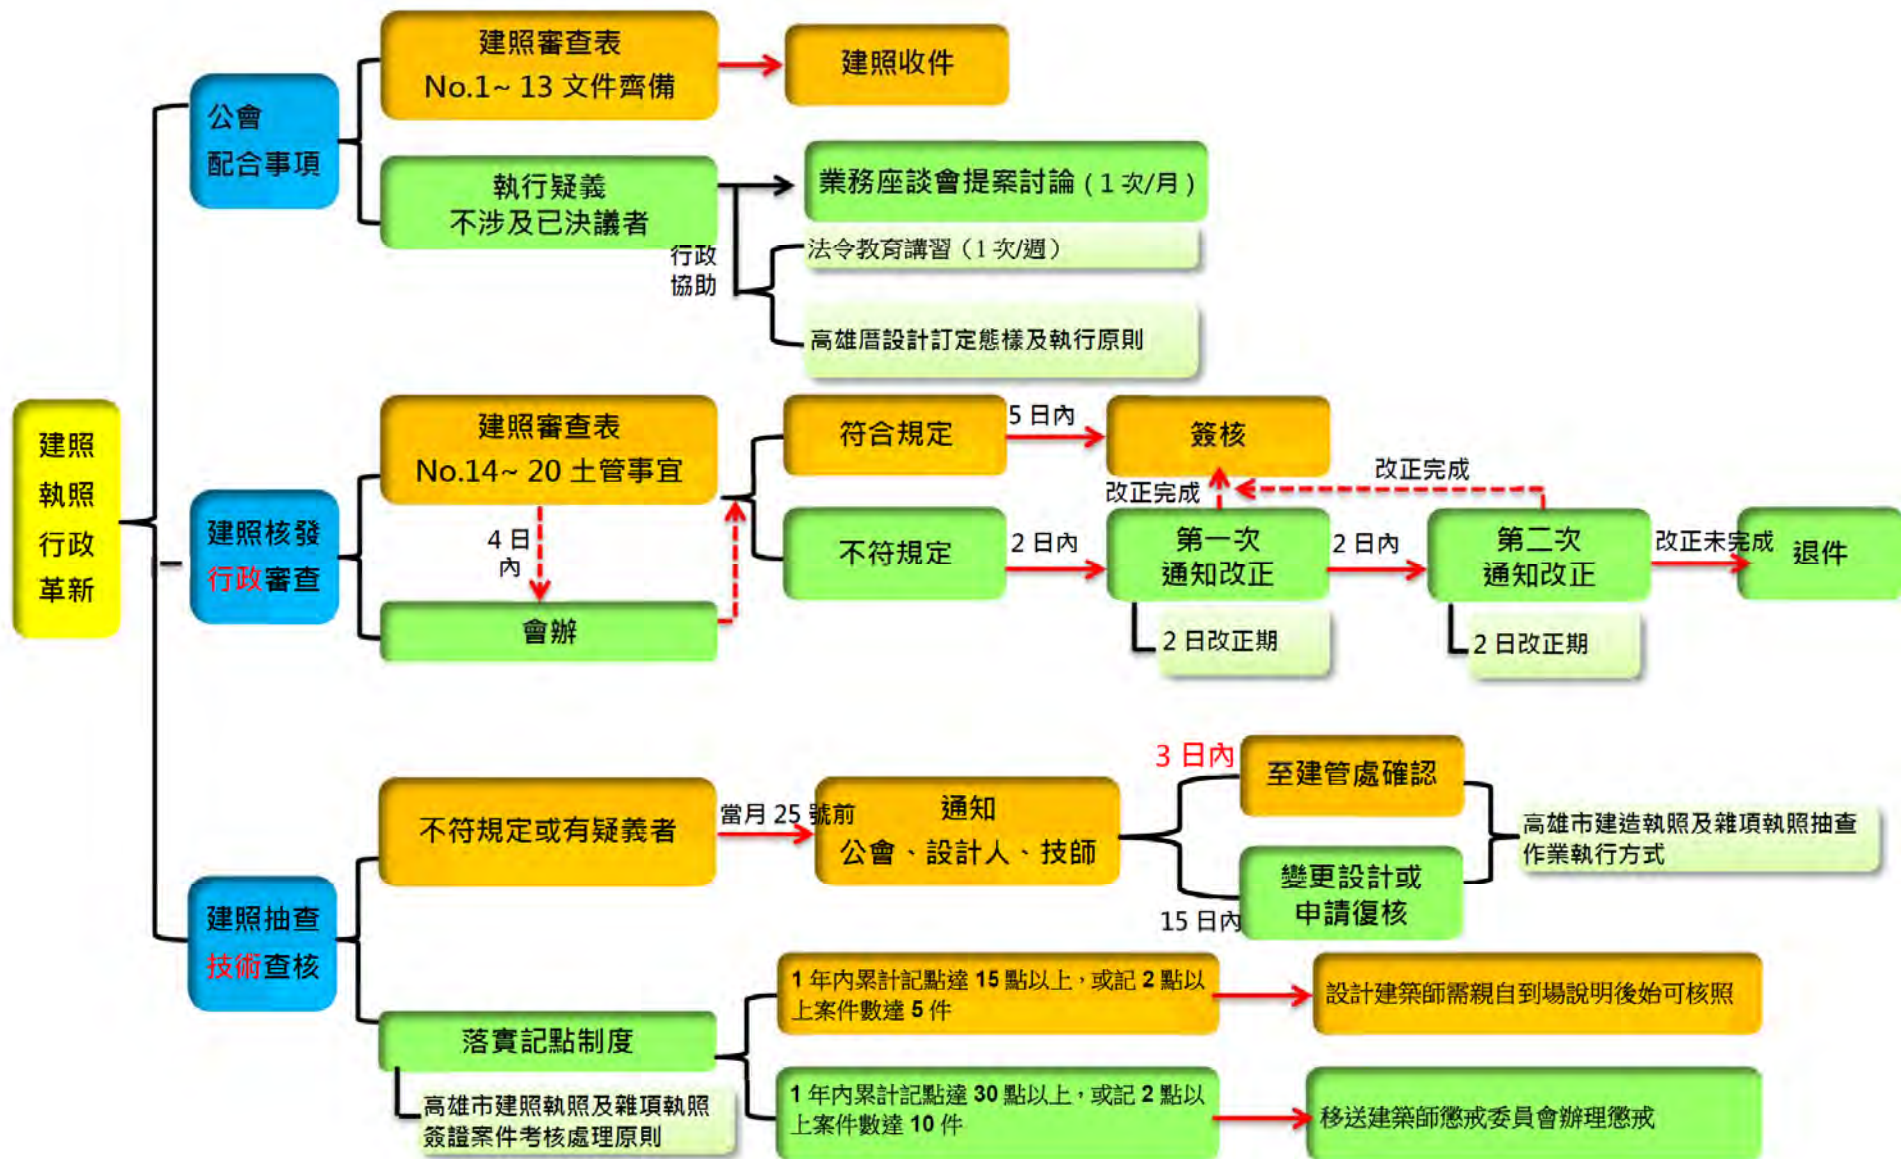 建照
執照
行政
革新
公會
配合事項
建照審查表
No.1~ 13 文件齊備
建照收件
執行疑義
不涉及已決議者
行政
協助
業務座談會提案討論 ( 1 次/月 )
法令教育講習（1 次/週）
高雄厝設計訂定態樣及執行原則
建照核發
行政審查
建照審查表
No.14~ 20 土管事宜
4 日
內
會辦
符合規定
5 日內
簽核
不符規定
2 日內
改正完成
第一次
通知改正
2 日改正期
2 日內
改正完成
第二次
通知改正
2 日改正期
改正未完成
退件
建照抽查
技術查核
不符規定或有疑義者
當月 25 號前
通知
公會、設計人、技師
3 日內
至建管處確認
15 日內
變更設計或
申請復核
高雄市建造執照及雜項執照抽查
作業執行方式
落實記點制度
高雄市建照執照及雜項執照
簽證案件考核處理原則
1 年內累計記點達 15 點以上，或記 2 點以
上案件數達 5 件
設計建築師需親自到場說明後始可核照
1 年內累計記點達 30 點以上，或記 2 點以
上案件數達 10 件
移送建築師懲戒委員會辦理懲戒